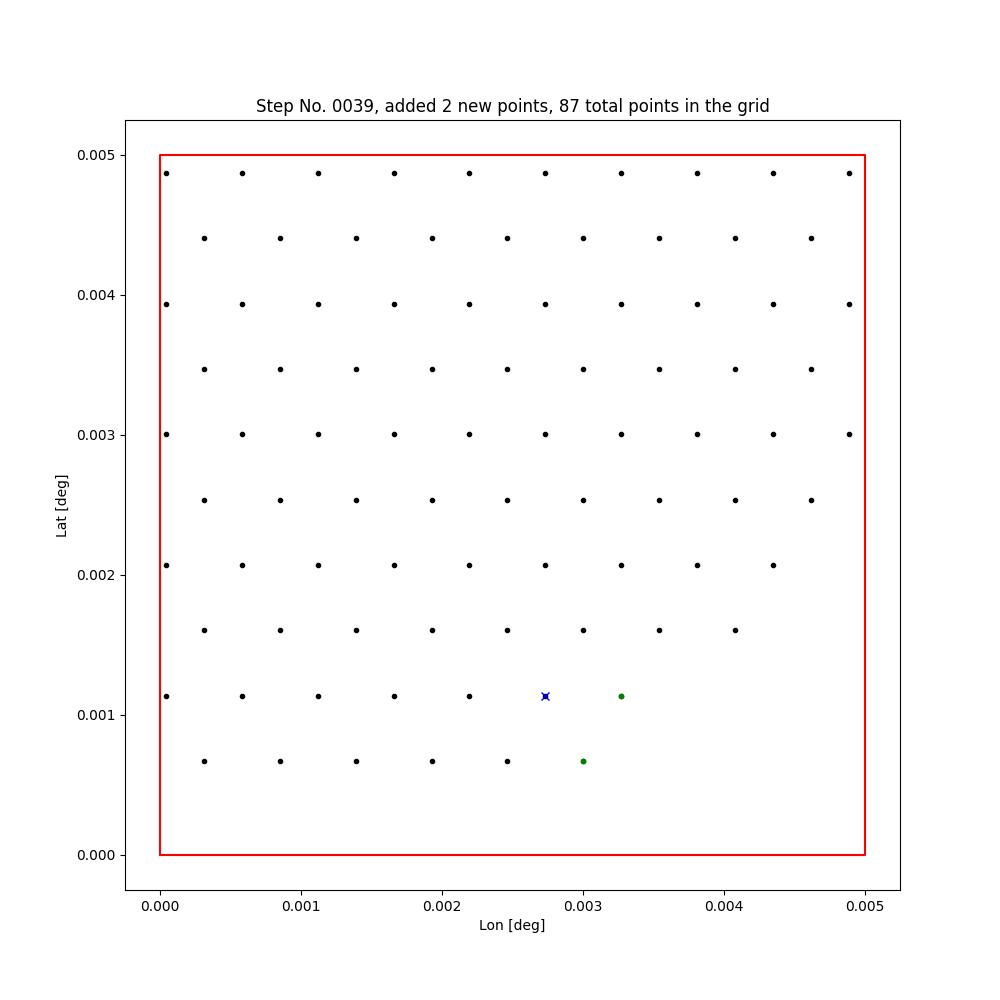 Step No. 0039, added 2 new points, 87 total points in the grid
0.005
0.004
0.003
0.002
0.001
0.000
Lat [deg]
0.000 0.001 0.002 0.003 0.004 0.005
Lon [deg]